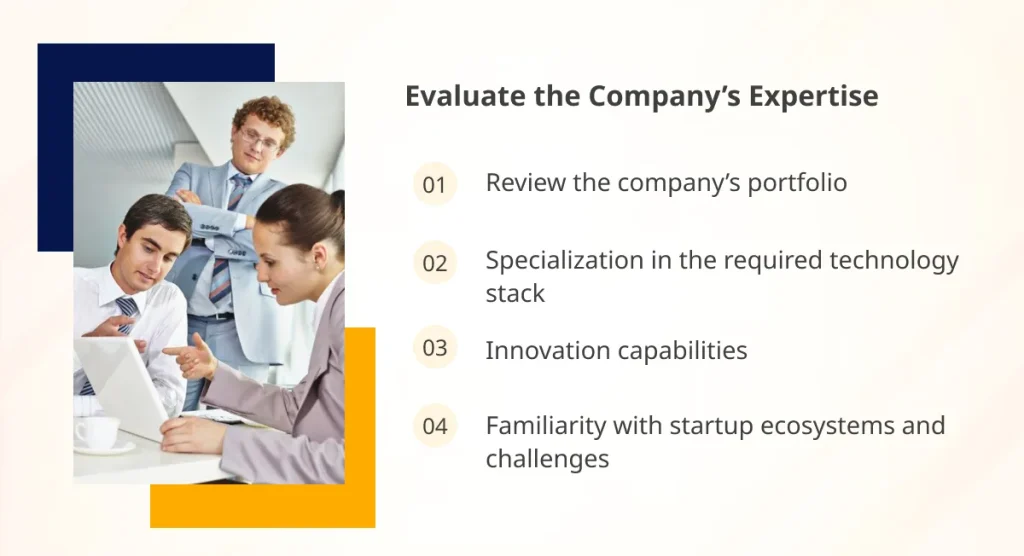 Evaluate the Company’s Expertise
01
Review the company’s portfolio
02
Specialization in the required technology
stack
03
Innovation capabilities
04
Familiarity with startup ecosystems and
challenges